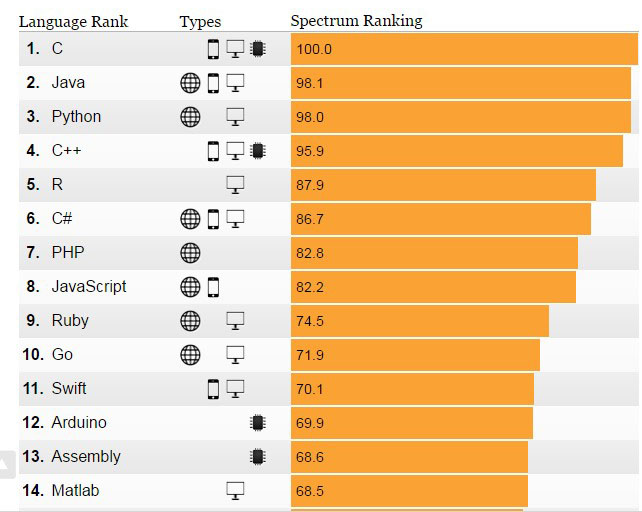 Language Rank Types Spectrum Ranking
1. C 100.0
2. Java 98.1
3. Python 98.0
4. C++ 95.9
5. R 87.9
6. C# 86.7
7. PHP 82.8
8. JavaScript 82.2
9. Ruby 74.5
10. Go 71.9
11. Swift 70.1
12. Arduino 69.9
13. Assembly 68.6
14. Matlab 68.5